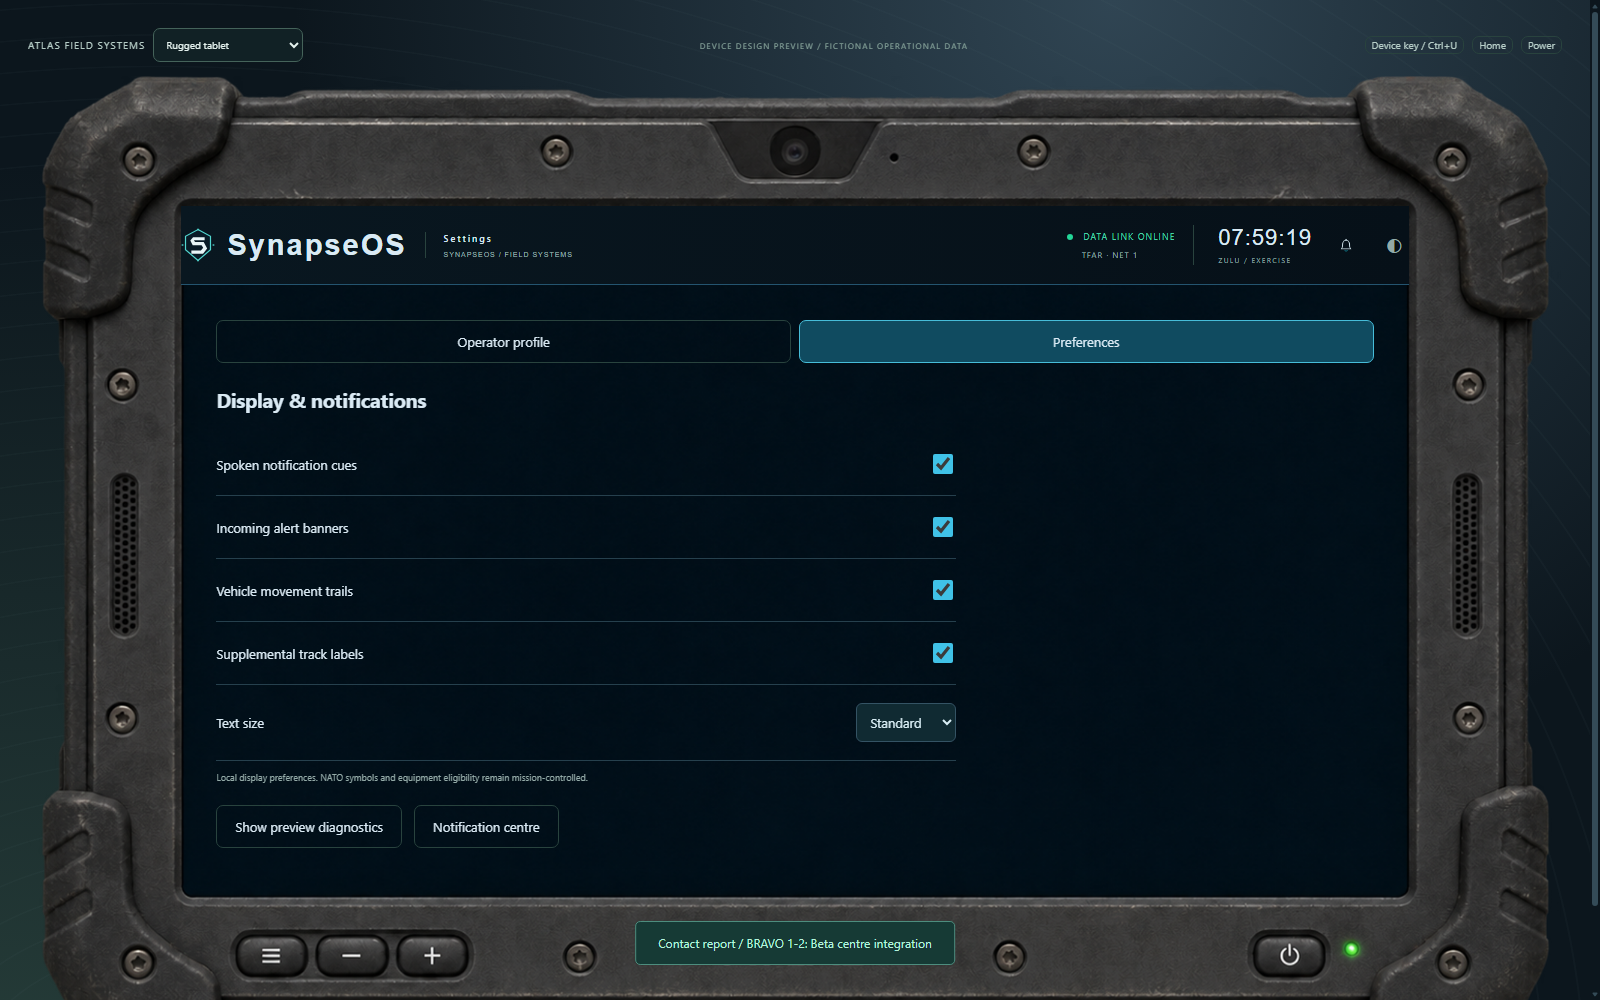 ATLAS FIELD SYSTEMS
Rugged tablet
DEVICE DESIGN PREVIEW / FICTIONAL OPERATIONAL DATA
Device key / Ctrl+U
Home
Power
SynapseOS
Settings
SYNAPSEOS / FIELD SYSTEMS
DATA LINK ONLINE
TFAR · NET 1
07:59:19
ZULU / EXERCISE
Operator profile
Preferences
Display & notifications
Spoken notification cues
Incoming alert banners
Vehicle movement trails
Supplemental track labels
Text size
Standard
Local display preferences. NATO symbols and equipment eligibility remain mission-controlled.
Show preview diagnostics
Notification centre
Contact report / BRAVO 1-2: Beta centre integration